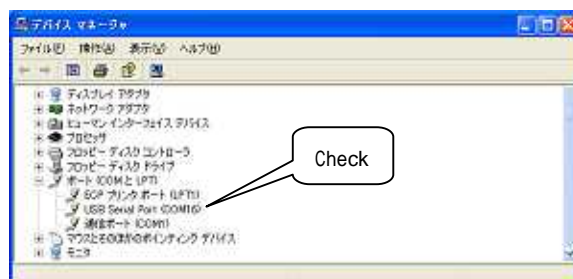 デバイス マネージャ
ファイル(F) 操作(A) 表示(V) ヘルプ(H)
ディスプレイ アダプタ
ネットワーク アダプタ
ヒューマン インターフェイス デバイス
プロセッサ
フロッピー ディスク コントローラ
フロッピー ディスク ドライブ
ポート (COM と LPT)
ECP プリンタ ポート (LPT1)
USB Serial Port (COM16)
通信ポート (COM1)
マウスとそのほかのポインティング デバイス
モニタ
Check